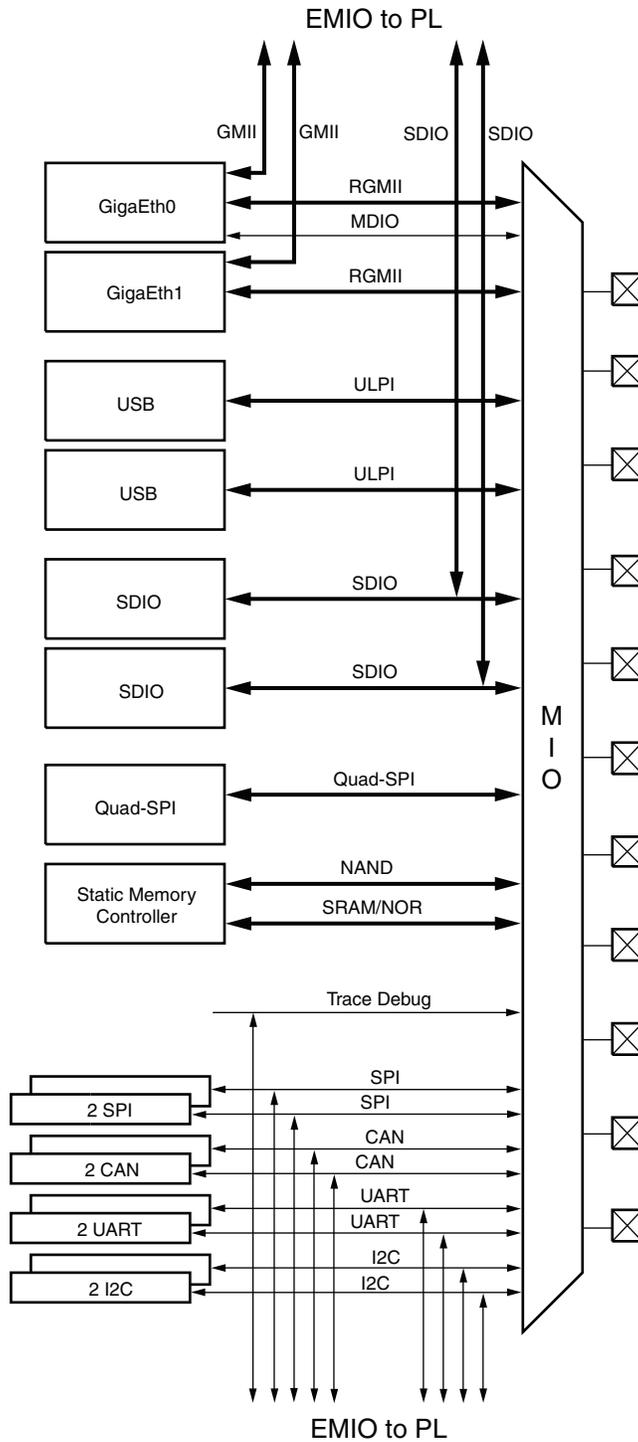 EMIO to PL
GMII
GMII
SDIO
SDIO
GigaEth0
RGMII
MDIO
GigaEth1
RGMII
USB
ULPI
USB
ULPI
SDIO
SDIO
SDIO
SDIO
M
I
O
Quad-SPI
Quad-SPI
Static Memory
Controller
NAND
SRAM/NOR
Trace Debug
2 SPI
SPI
SPI
2 CAN
CAN
CAN
2 UART
UART
UART
2 I2C
I2C
I2C
EMIO to PL